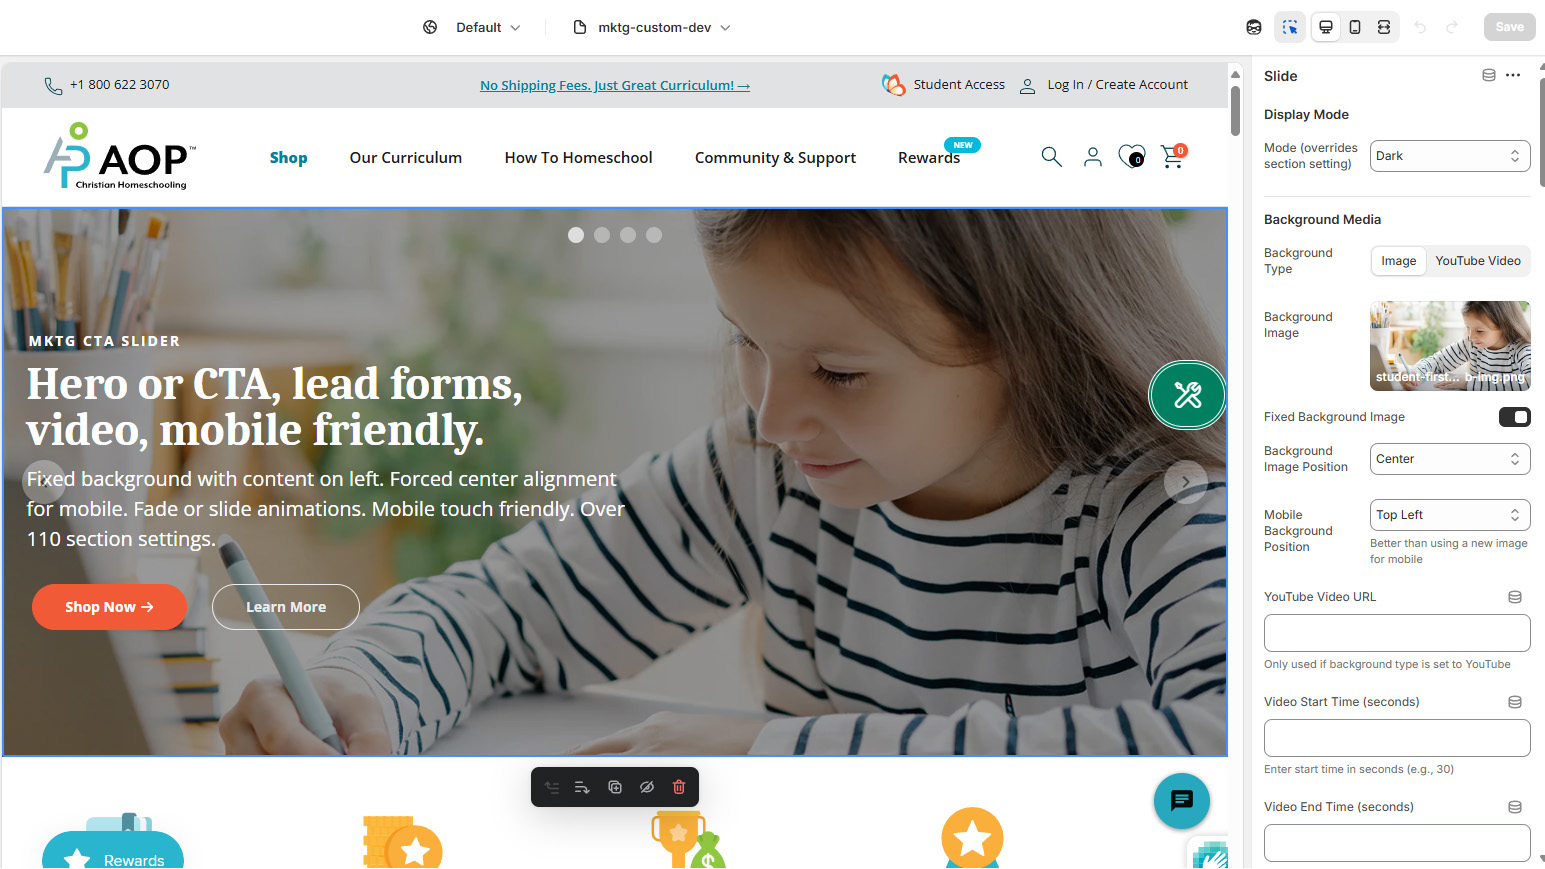 Default
mktg-custom-dev
Save
+1 800 622 3070
No Shipping Fees. Just Great Curriculum! →
Student Access
Log In / Create Account
AOP™
Christian Homeschooling
Shop
Our Curriculum
How To Homeschool
Community & Support
Rewards
NEW
0
0
MKTG CTA SLIDER
Hero or CTA, lead forms,
video, mobile friendly.
Fixed background with content on left. Forced center alignment
for mobile. Fade or slide animations. Mobile touch friendly. Over
110 section settings.
Shop Now →
Learn More
$
Rewards
Slide
Display Mode
Mode (overrides
section setting)
Dark
Background Media
Background
Type
Image
YouTube Video
Background
Image
student-first... b-img.png
Fixed Background Image
Background
Image Position
Center
Mobile
Background
Position
Top Left
Better than using a new image
for mobile
YouTube Video URL
Only used if background type is set to YouTube
Video Start Time (seconds)
Enter start time in seconds (e.g., 30)
Video End Time (seconds)